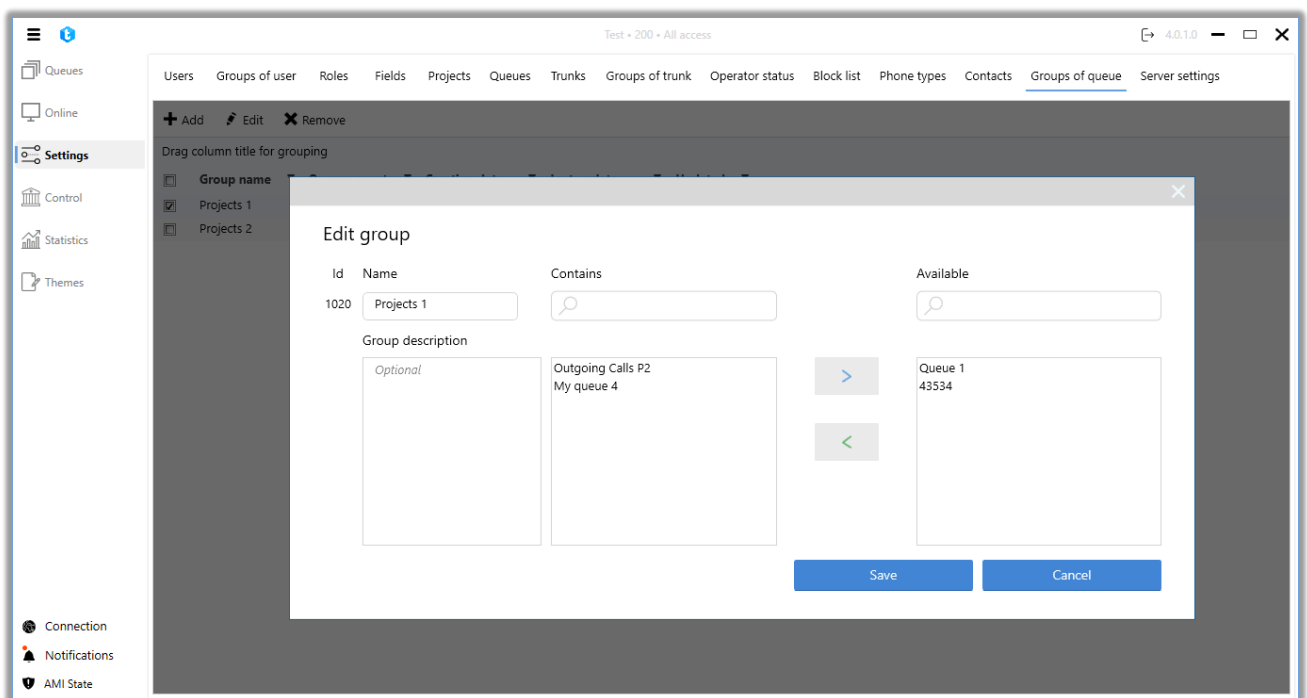 Test • 200 • All access
4.0.1.0
Queues
Online
Settings
Control
Statistics
Themes
Connection
Notifications
AMI State
Users Groups of user Roles Fields Projects Queues Trunks Groups of trunk Operator status Block list Phone types Contacts Groups of queue Server settings
Add Edit Remove
Drag column title for grouping
Group name
Projects 1
Projects 2
Edit group
Id Name Contains Available
1020 Projects 1
Group description
Optional
Outgoing Calls P2
My queue 4
>
<
Queue 1
43534
Save Cancel